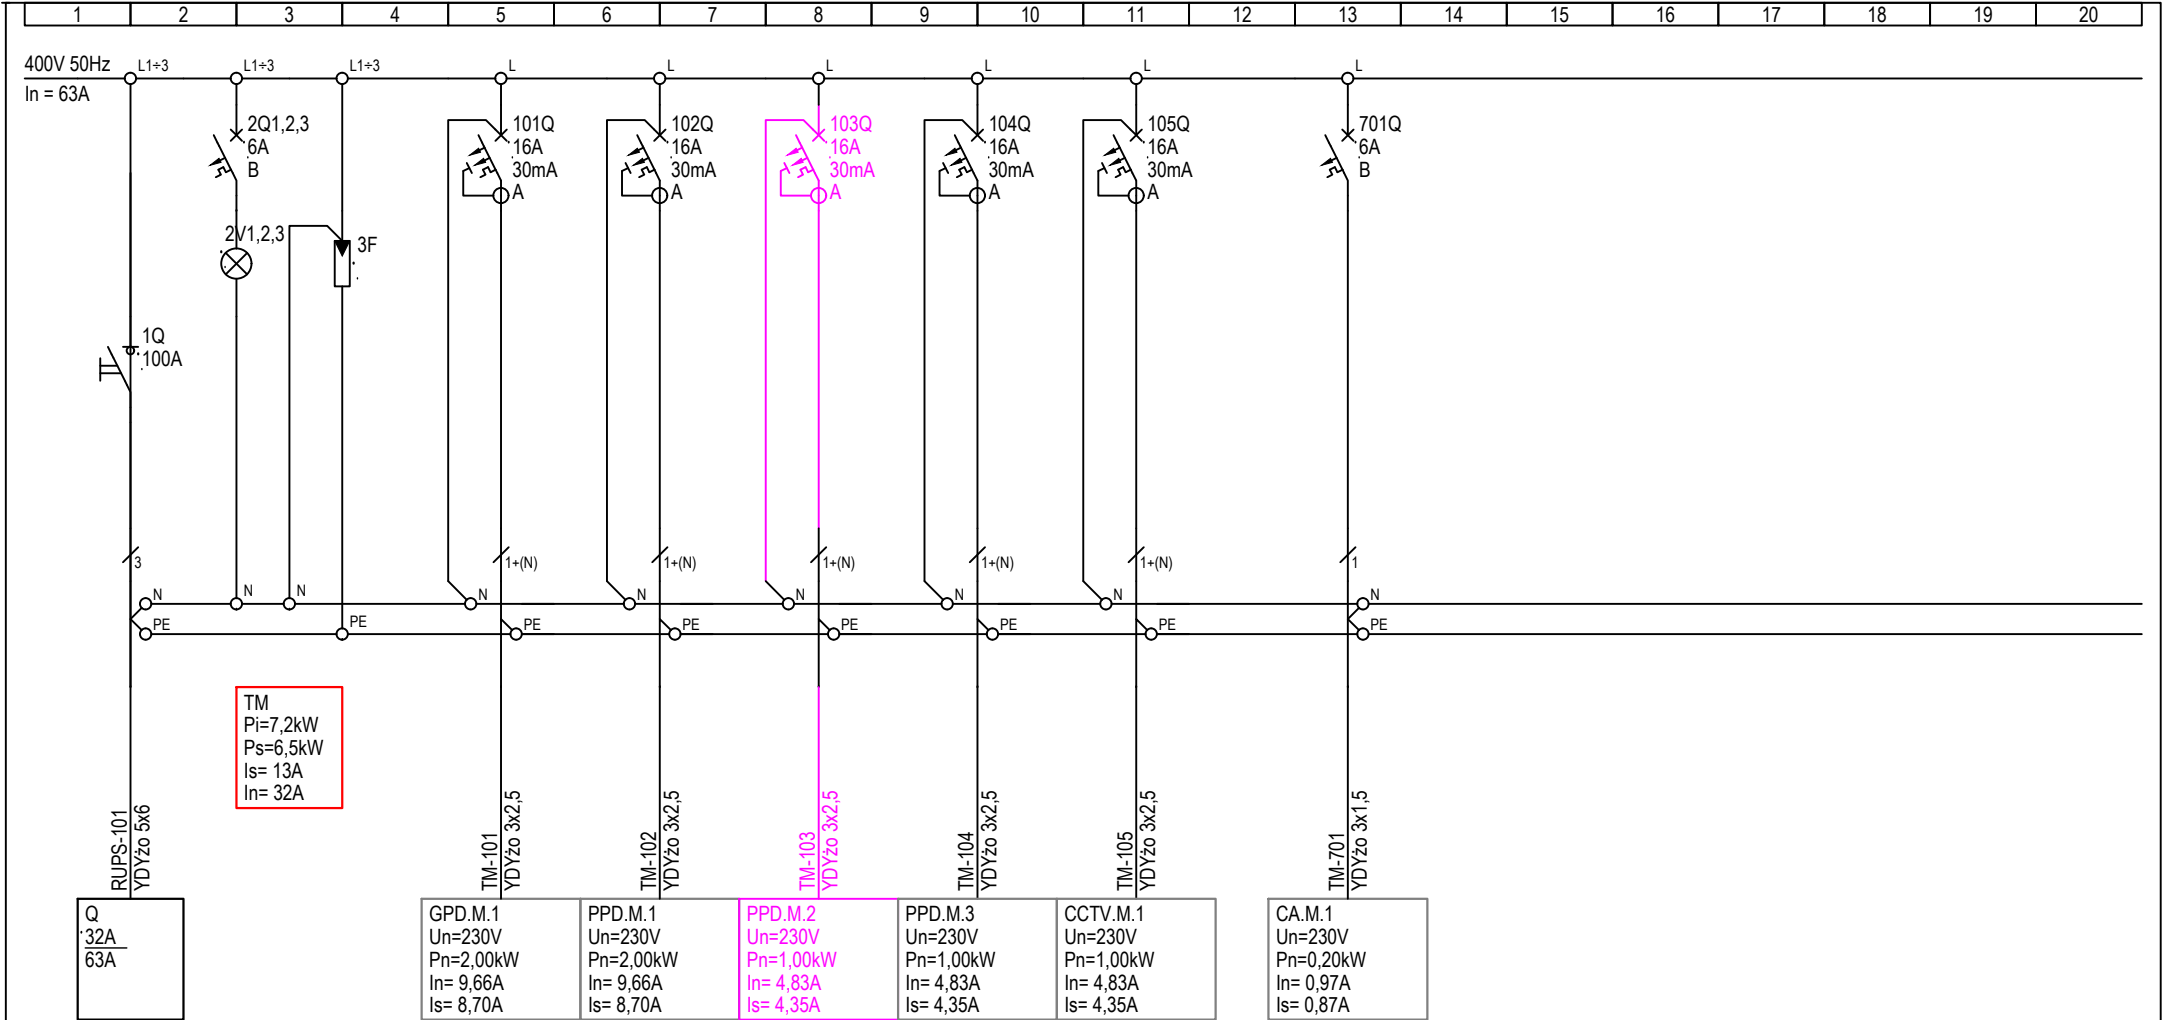 1 2 3 4 5 6 7 8 9 10 11 12 13 14 15 16 17 18 19 20
400V 50Hz
In = 63A
L1÷3
L1÷3
L1÷3
L
L
L
L
L
L
2Q1,2,3
6A
B
2V1,2,3
3F
1Q
100A
101Q
16A
30mA
A
102Q
16A
30mA
A
103Q
16A
30mA
A
104Q
16A
30mA
A
105Q
16A
30mA
A
701Q
6A
B
3
1+(N)
1+(N)
1+(N)
1+(N)
1+(N)
1
N
N
N
N
N
N
N
N
N
PE
PE
PE
PE
PE
PE
PE
PE
TM
Pi=7,2kW
Ps=6,5kW
Is= 13A
In= 32A
RUPS-101
YDYżo 5x6
TM-101
YDYżo 3x2,5
TM-102
YDYżo 3x2,5
TM-103
YDYżo 3x2,5
TM-104
YDYżo 3x2,5
TM-105
YDYżo 3x2,5
TM-701
YDYżo 3x1,5
Q
32A
63A
GPD.M.1
Un=230V
Pn=2,00kW
In= 9,66A
Is= 8,70A
PPD.M.1
Un=230V
Pn=2,00kW
In= 9,66A
Is= 8,70A
PPD.M.2
Un=230V
Pn=1,00kW
In= 4,83A
Is= 4,35A
PPD.M.3
Un=230V
Pn=1,00kW
In= 4,83A
Is= 4,35A
CCTV.M.1
Un=230V
Pn=1,00kW
In= 4,83A
Is= 4,35A
CA.M.1
Un=230V
Pn=0,20kW
In= 0,97A
Is= 0,87A